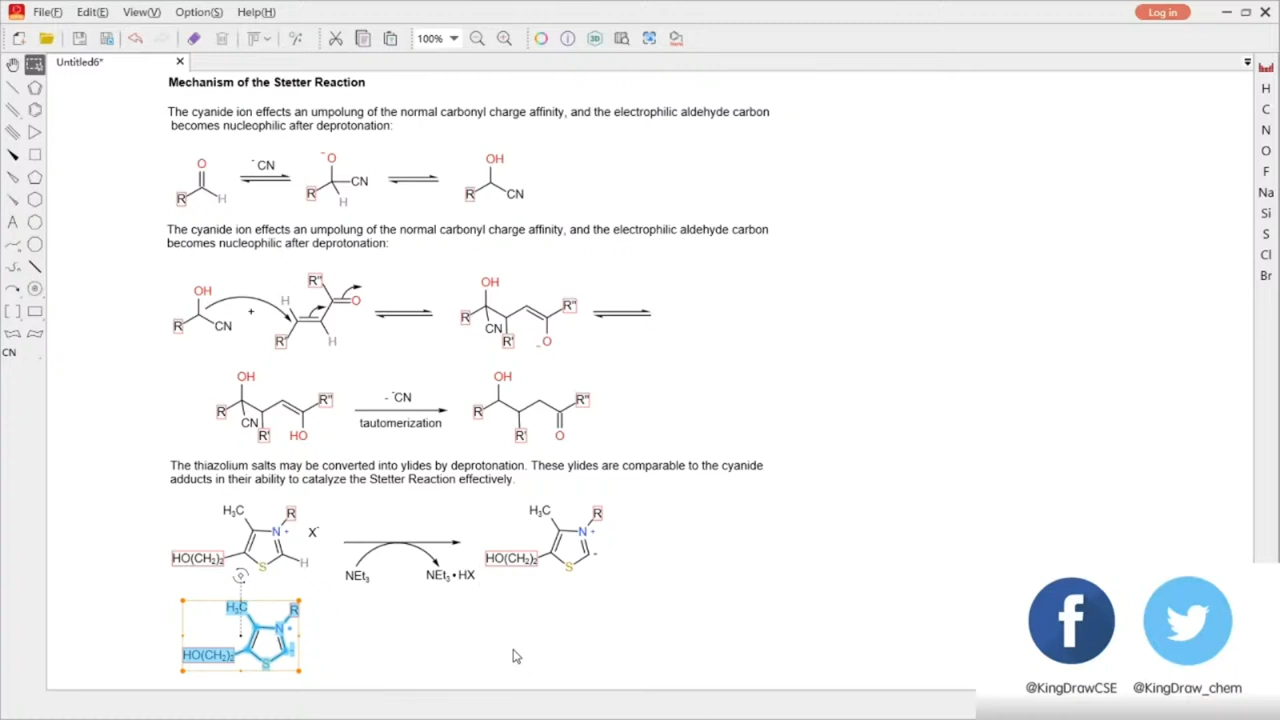 File(F) Edit(E) View(V) Option(S) Help(H) Log in
100%
Untitled6*
Mechanism of the Stetter Reaction
The cyanide ion effects an umpolung of the normal carbonyl charge affinity, and the electrophilic aldehyde carbon
becomes nucleophilic after deprotonation:
O R H
⁻CN
⁻O R CN H
OH R CN
The cyanide ion effects an umpolung of the normal carbonyl charge affinity, and the electrophilic aldehyde carbon
becomes nucleophilic after deprotonation:
OH R CN
+
R" H O R' H
OH R CN R' R" ⁻O
OH R CN R' R" HO
- ⁻CN
tautomerization
OH R R' R" O
The thiazolium salts may be converted into ylides by deprotonation. These ylides are comparable to the cyanide
adducts in their ability to catalyze the Stetter Reaction effectively.
H₃C R N⁺ X⁻ HO(CH₂)₂ S H
NEt₃ NEt₃•HX
H₃C R N⁺ HO(CH₂)₂ S -
H₃C R N⁺ HO(CH₂)₂ S
@KingDrawCSE @KingDraw_chem
H
C
N
O
F
Na
Si
S
Cl
Br
3D
A
CN